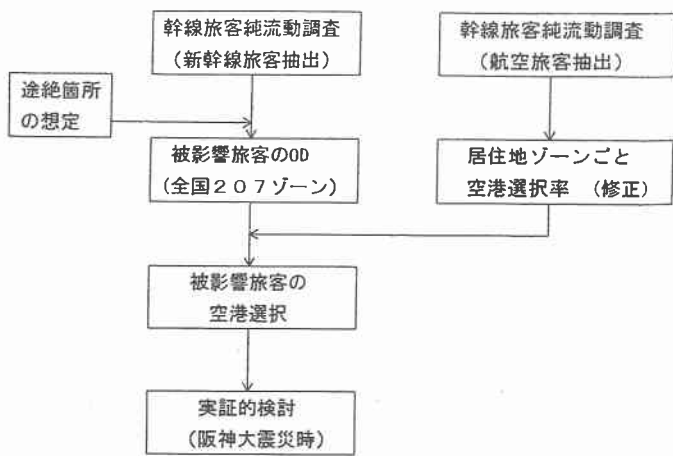 幹線旅客純流動調査
(新幹線旅客抽出)
幹線旅客純流動調査
(航空旅客抽出)
途絶箇所
の想定
被影響旅客のOD
(全国207ゾーン)
居住地ゾーンごと
空港選択率 (修正)
被影響旅客の
空港選択
実証的検討
(阪神大震災時)